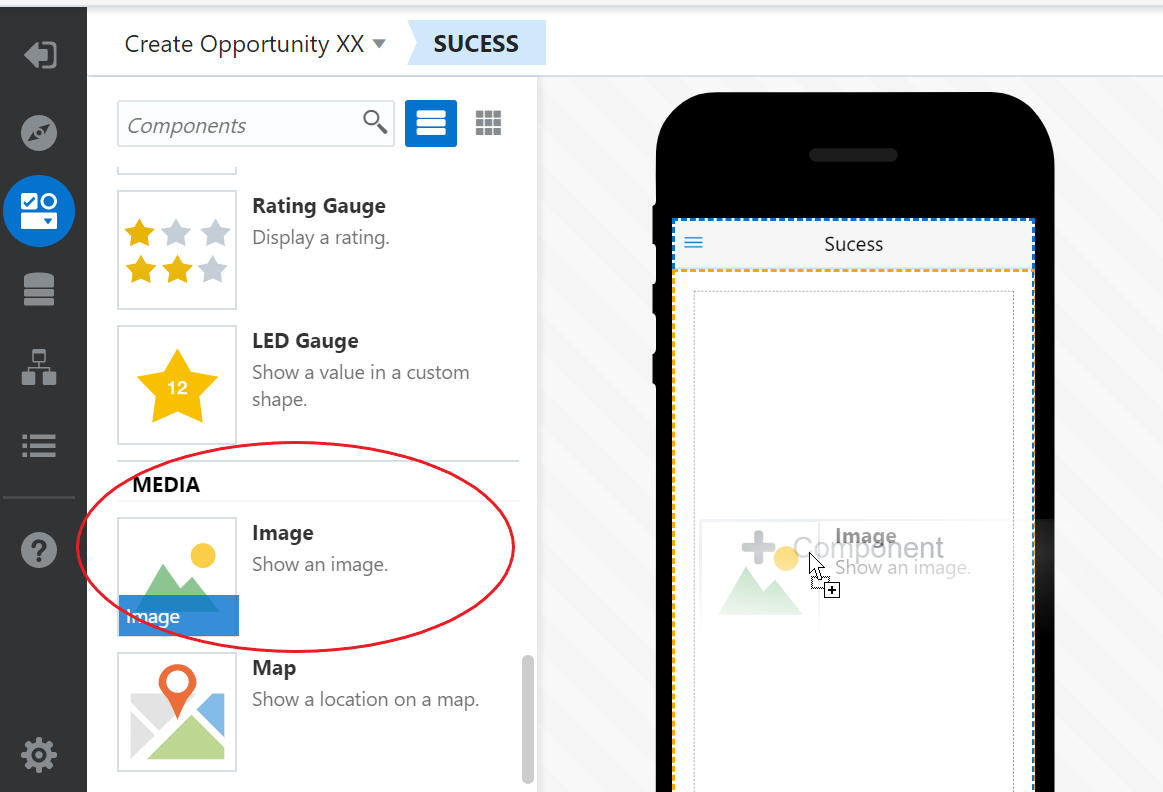 Create Opportunity XX
SUCESS
Components
Rating Gauge
Display a rating.
LED Gauge
Show a value in a custom
shape.
12
MEDIA
Image
Show an image.
Image
Map
Show a location on a map.
Sucess
Component
Image
Show an image.